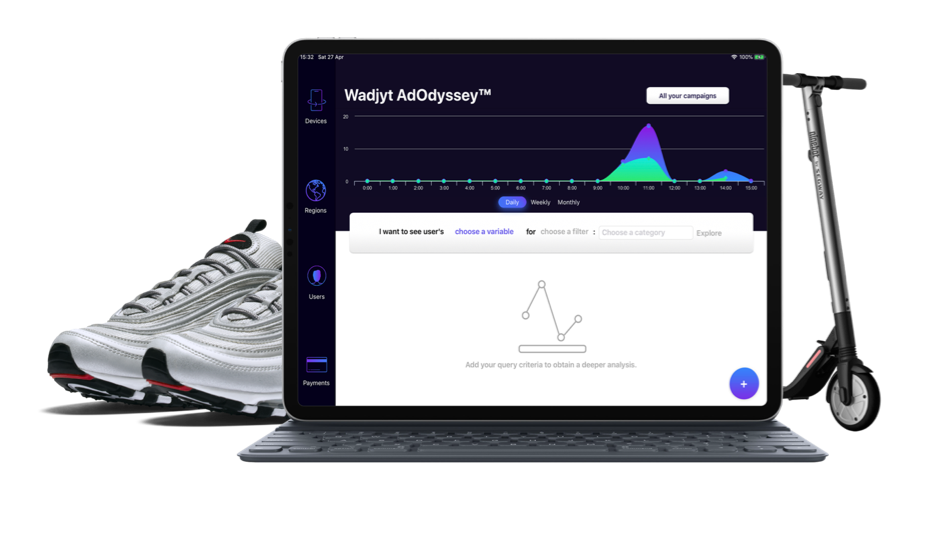 15:32 Sat 27 Apr
100%
Wadjyt AdOdyssey™
All your campaigns
Devices
20
10
0
0:00 1:00 2:00 3:00 4:00 5:00 6:00 7:00 8:00 9:00 10:00 11:00 12:00 13:00 14:00 15:00
Daily Weekly Monthly
Regions
I want to see user's choose a variable for choose a filter : Choose a category Explore
Users
Add your query criteria to obtain a deeper analysis.
Payments
+